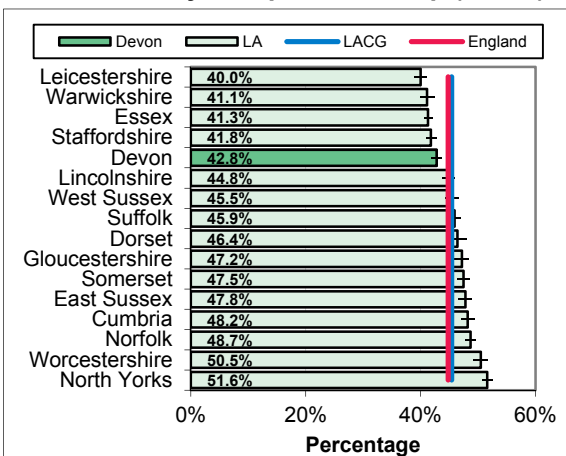 Devon LA LACG England
Leicestershire 40.0%
Warwickshire 41.1%
Essex 41.3%
Staffordshire 41.8%
Devon 42.8%
Lincolnshire 44.8%
West Sussex 45.5%
Suffolk 45.9%
Dorset 46.4%
Gloucestershire 47.2%
Somerset 47.5%
East Sussex 47.8%
Cumbria 48.2%
Norfolk 48.7%
Worcestershire 50.5%
North Yorks 51.6%
0% 20% 40% 60%
Percentage